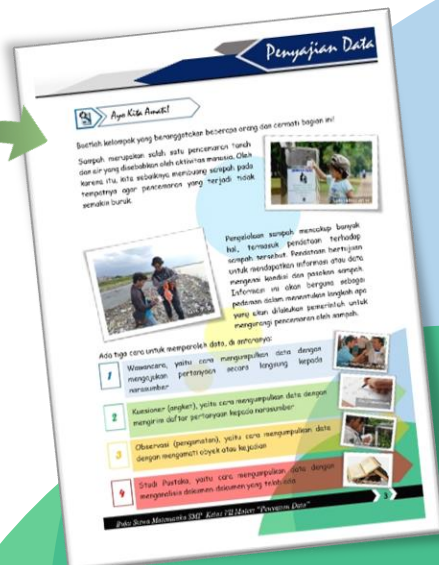 Penyajian Data
Ayo Kita Amati!
Buatlah kelompok yang beranggotakan beberapa orang dan cermati bagian ini!
Sampah merupakan salah satu pencemaran tanah
dan air yang disebabkan oleh aktivitas manusia. Oleh
karena itu, kita sebaiknya membuang sampah pada
tempatnya agar pencemaran yang terjadi tidak
semakin buruk.
Pengelolaan sampah mencakup banyak
hal, termasuk pendataan terhadap
sampah tersebut. Pendataan bertujuan
untuk mendapatkan informasi atau data
mengenai kondisi dan pasokan sampah.
Informasi ini akan berguna sebagai
pedoman dalam menentukan langkah apa
yang akan dilakukan pemerintah untuk
mengurangi pencemaran oleh sampah.
Ada tiga cara untuk memperoleh data, di antaranya:
1 Wawancara, yaitu cara mengumpulkan data dengan
mengajukan pertanyaan secara langsung kepada
narasumber
2 Kuesioner (angket), yaitu cara mengumpulkan data dengan
mengirim daftar pertanyaan kepada narasumber
3 Observasi (pengamatan), yaitu cara mengumpulkan data
dengan mengamati obyek atau kejadian
4 Studi Pustaka, yaitu cara mengumpulkan data dengan
menganalisis dokumen-dokumen yang telah ada
3
Buku Siswa Matematika SMP Kelas VII Materi "Penyajian Data"